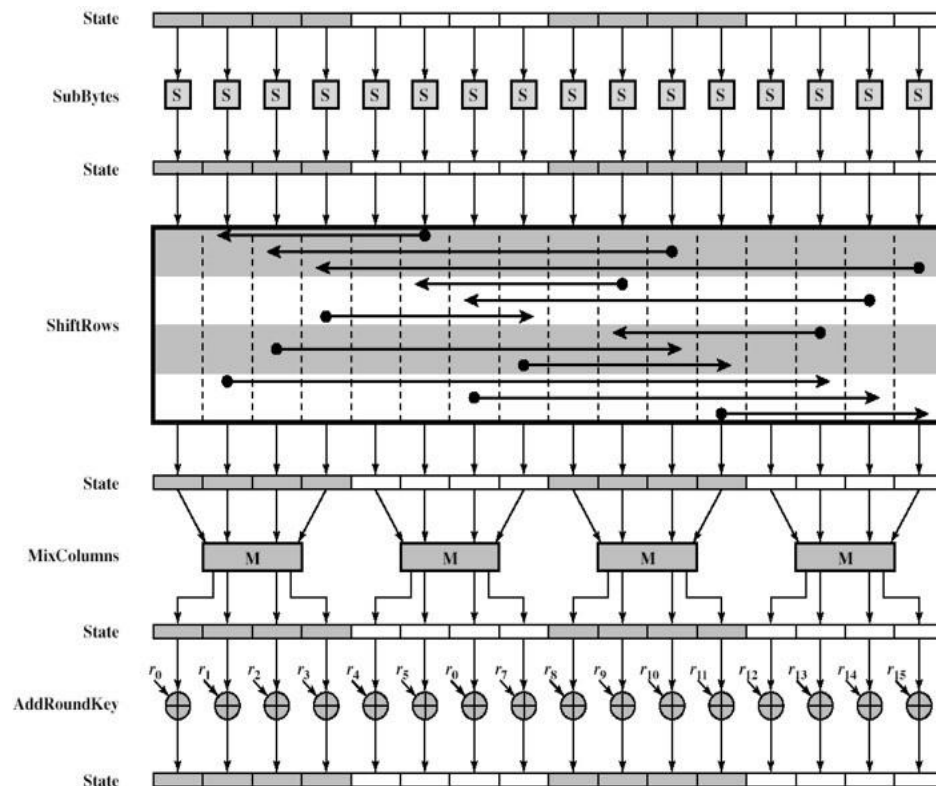 State
SubBytes S S S S S S S S S S S S S S S S
State
ShiftRows
State
MixColumns M M M M
State
r0 r1 r2 r3 r4 r5 r0 r7 r8 r9 r10 r11 r12 r13 r14 r15
AddRoundKey
State